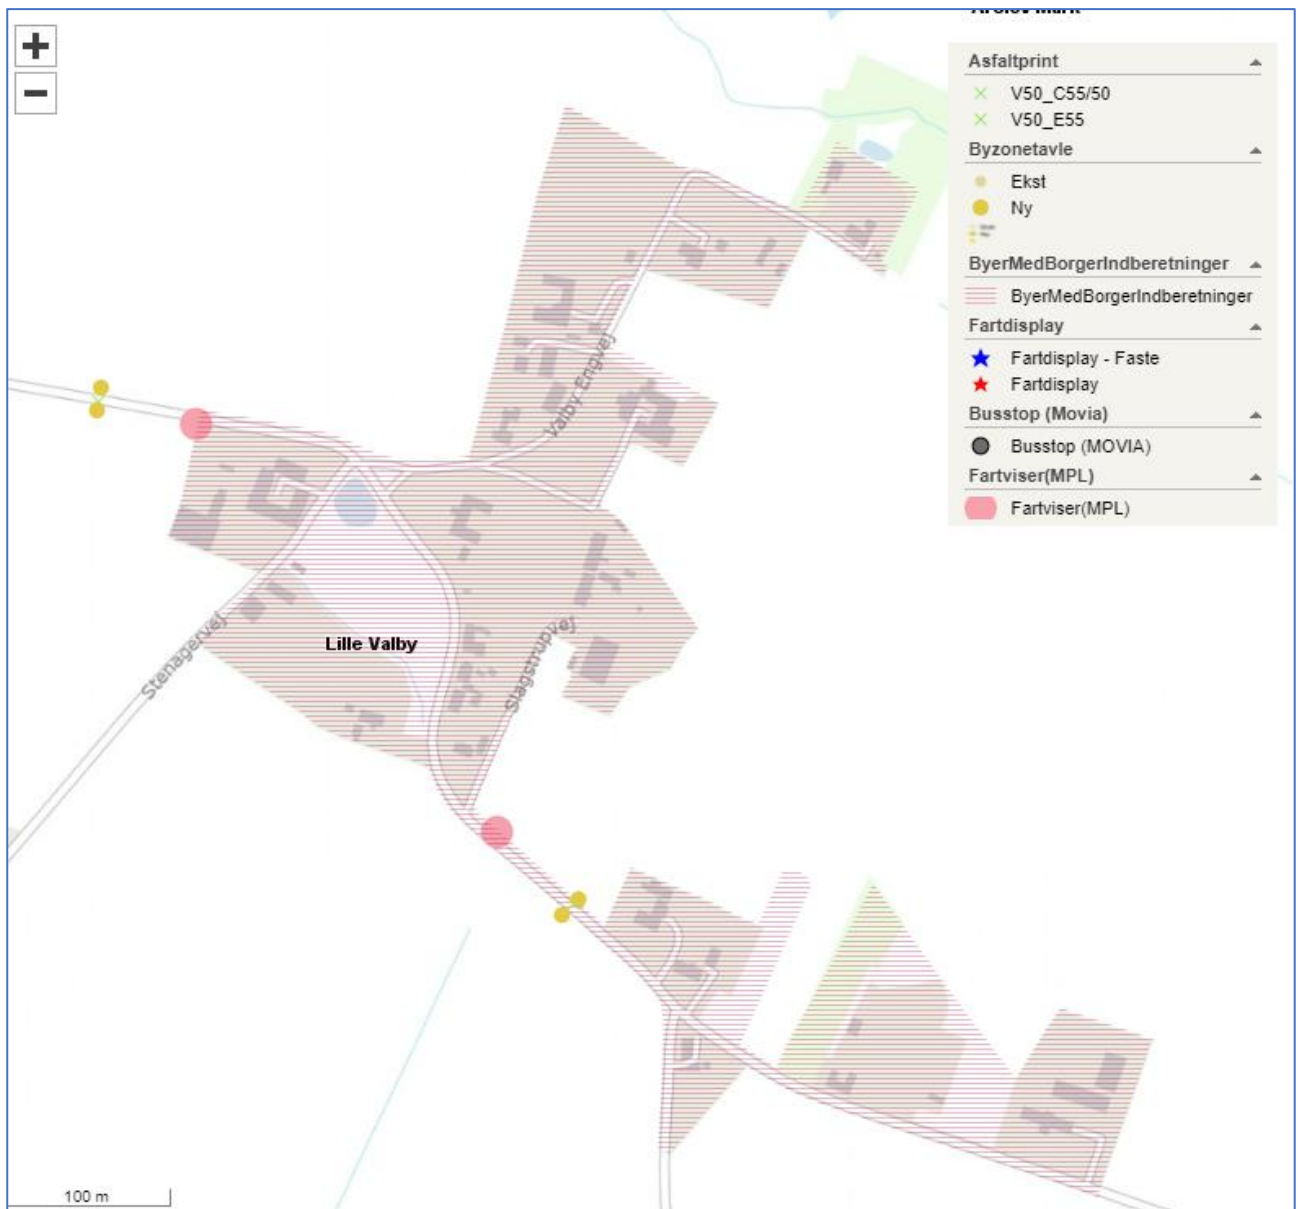 +
−
Asfaltprint
V50_C55/50
V50_E55
Byzonetavle
Ekst
Ny
ByerMedBorgerIndberetninger
ByerMedBorgerIndberetninger
Fartdisplay
Fartdisplay - Faste
Fartdisplay
Busstop (Movia)
Busstop (MOVIA)
Fartviser(MPL)
Fartviser(MPL)
Valby Engvej
Stenagervej
Lille Valby
Slagstrupvej
100 m